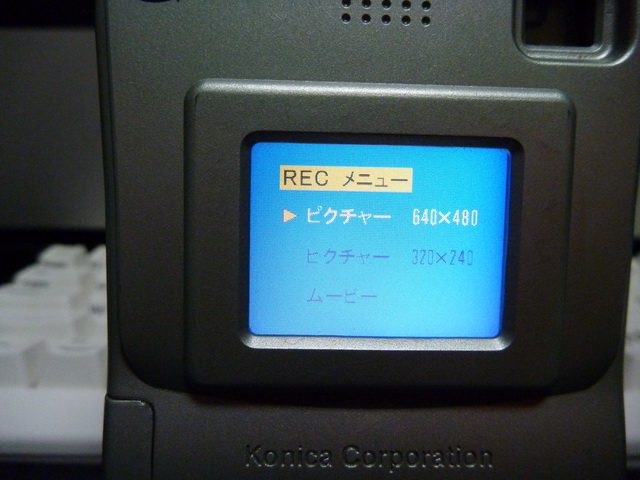 REC メニュー
▶ ピクチャー 640×480
ピクチャー 320×240
ムービー
Konica Corporation